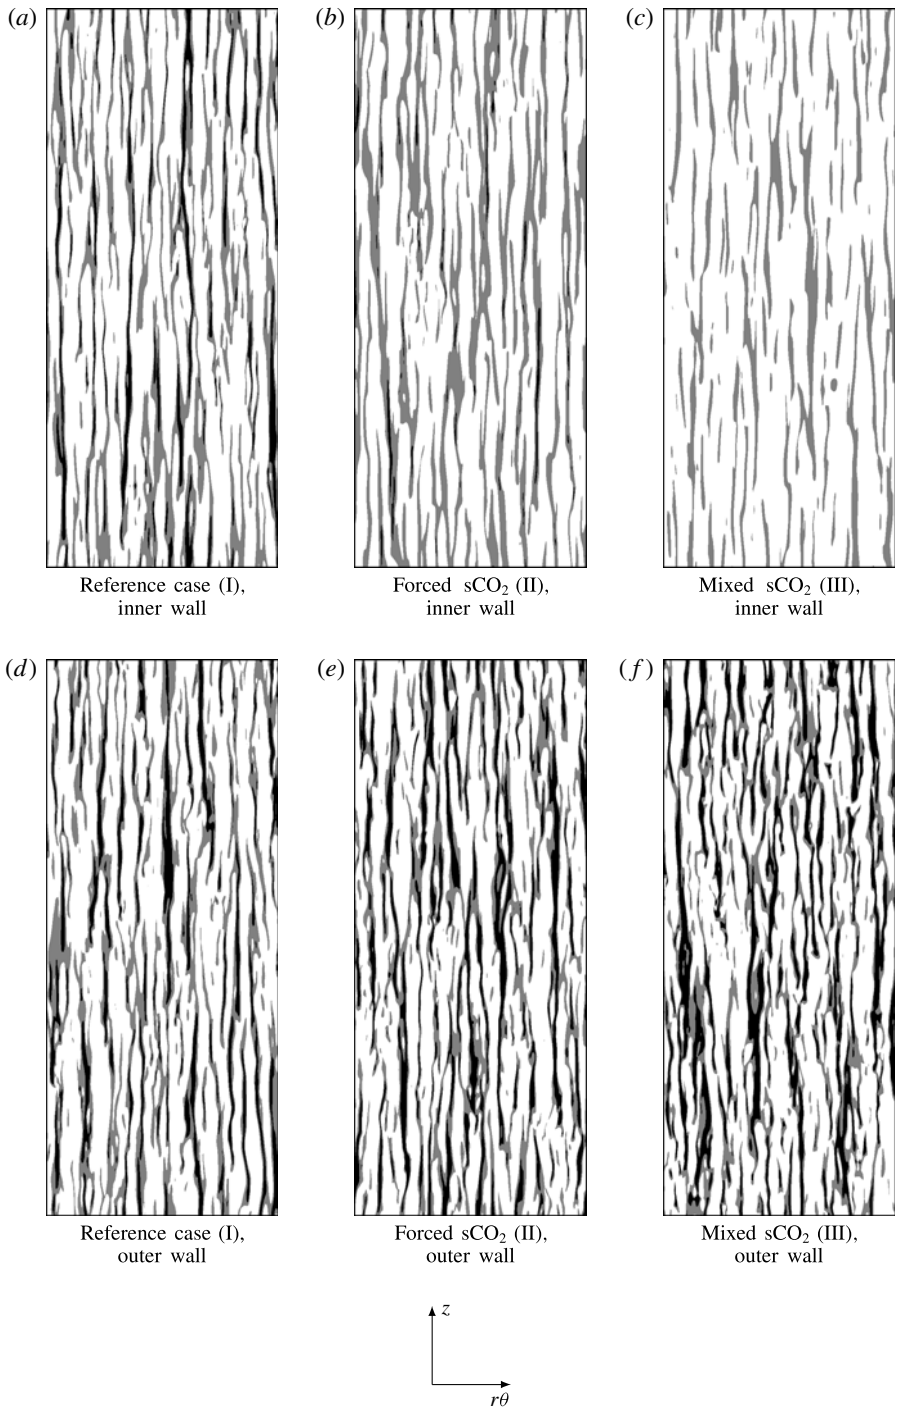 (a)
(b)
(c)
Reference case (I),
inner wall
Forced sCO₂ (II),
inner wall
Mixed sCO₂ (III),
inner wall
(d)
(e)
(f)
Reference case (I),
outer wall
Forced sCO₂ (II),
outer wall
Mixed sCO₂ (III),
outer wall
z
rθ